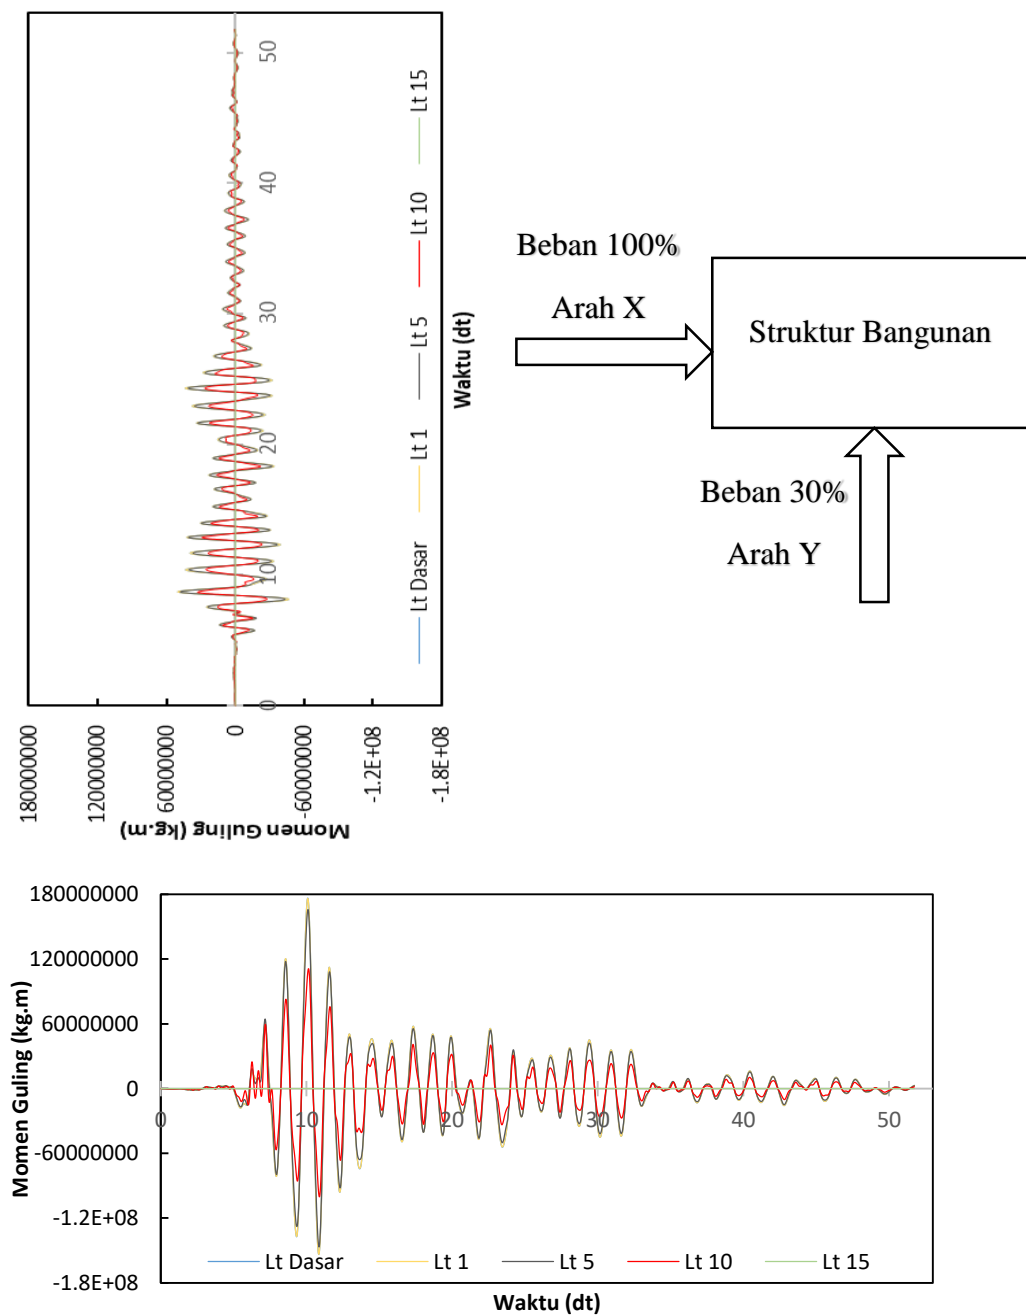 180000000
120000000
60000000
0
-60000000
-1.2E+08
-1.8E+08
Momen Guling (kg.m)
0
10
20
30
40
50
Waktu (dt)
Lt Dasar
Lt 1
Lt 5
Lt 10
Lt 15
Beban 100%
Arah X
Struktur Bangunan
Beban 30%
Arah Y
180000000
120000000
60000000
0
-60000000
-1.2E+08
-1.8E+08
Momen Guling (kg.m)
0
10
20
30
40
50
Lt Dasar
Lt 1
Lt 5
Lt 10
Lt 15
Waktu (dt)